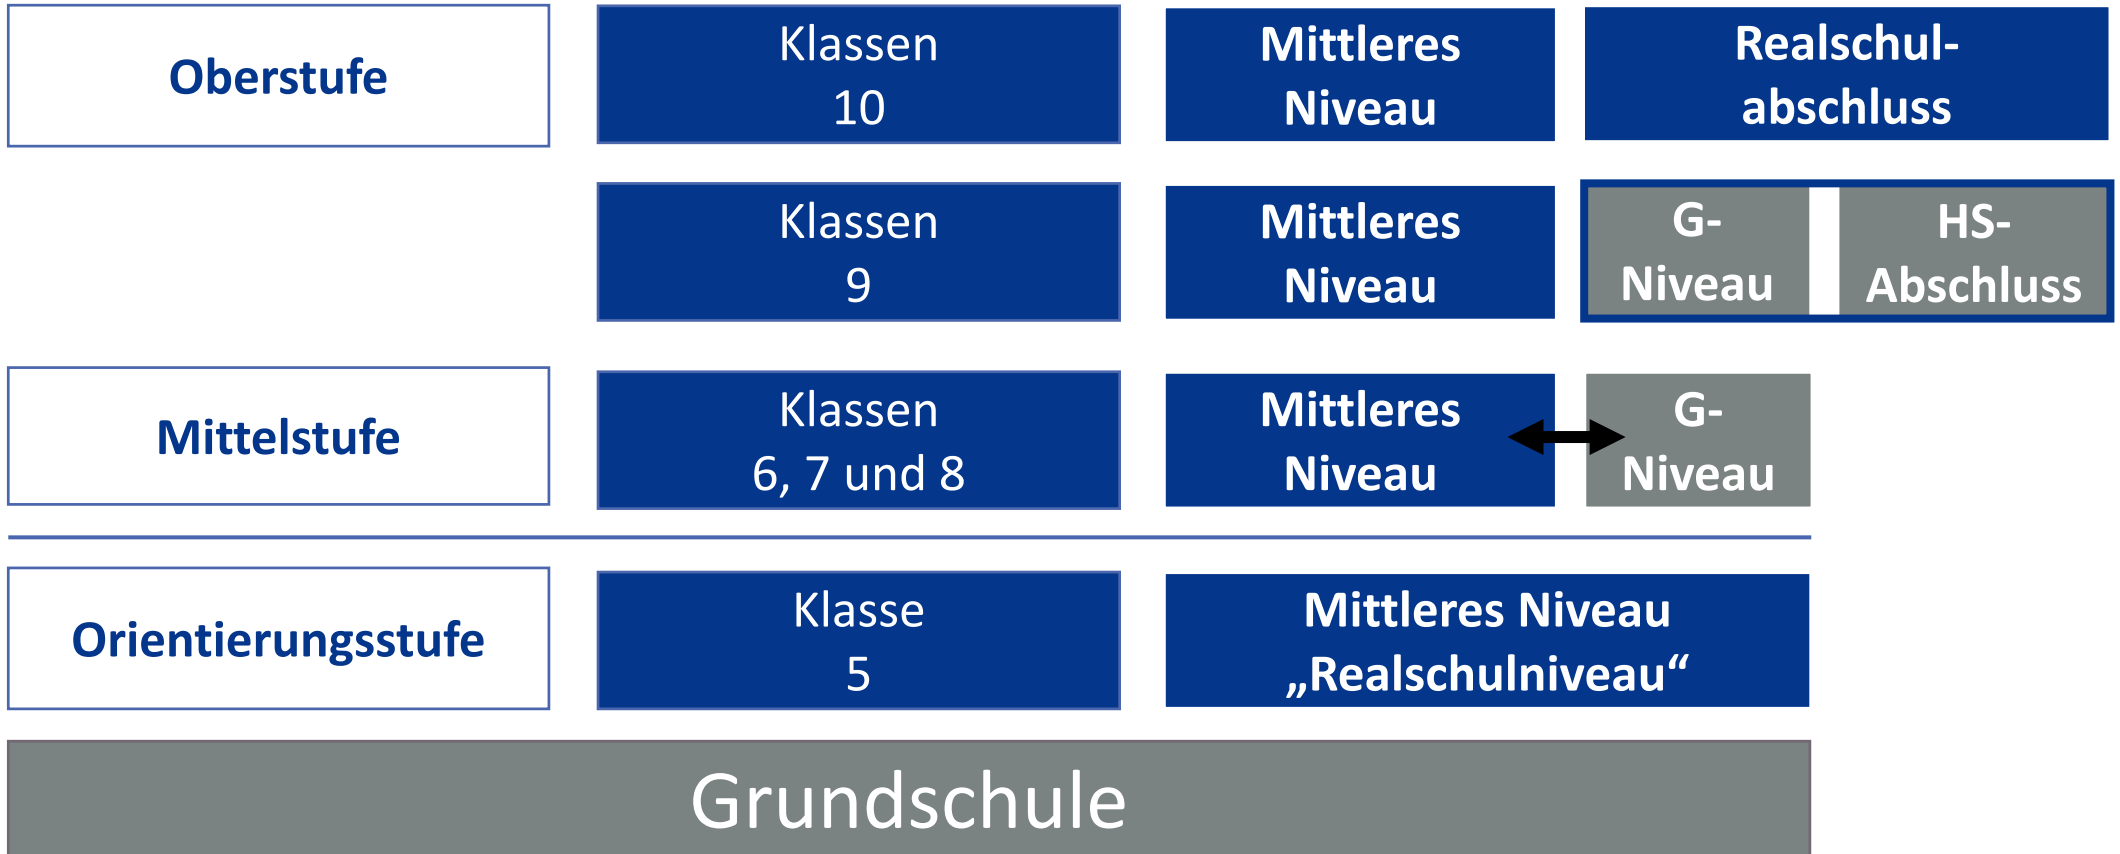 Oberstufe
Klassen
10
Mittleres
Niveau
Realschul-
abschluss
Klassen
9
Mittleres
Niveau
G-
Niveau
HS-
Abschluss
Mittelstufe
Klassen
6, 7 und 8
Mittleres
Niveau
G-
Niveau
Orientierungsstufe
Klasse
5
Mittleres Niveau
„Realschulniveau“
Grundschule